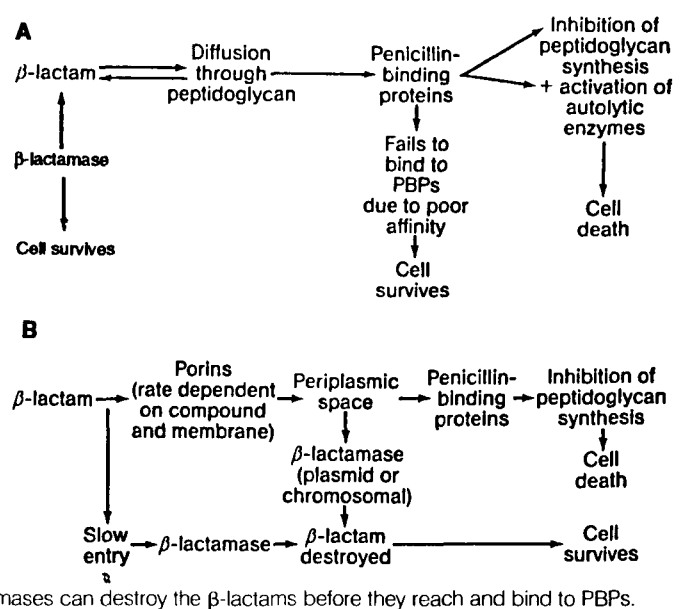 A
β-lactam
Diffusion
through
peptidoglycan
Penicillin-
binding
proteins
Inhibition of
peptidoglycan
synthesis
+ activation of
autolytic
enzymes
β-lactamase
Cell survives
Fails to
bind to
PBPs
due to poor
affinity
Cell
survives
Cell
death
B
β-lactam
Porins
(rate dependent
on compound
and membrane)
Periplasmic
space
Penicillin-
binding
proteins
Inhibition of
peptidoglycan
synthesis
Cell
death
β-lactamase
(plasmid or
chromosomal)
Slow
entry
β-lactamase
β-lactam
destroyed
Cell
survives
mases can destroy the β-lactams before they reach and bind to PBPs.